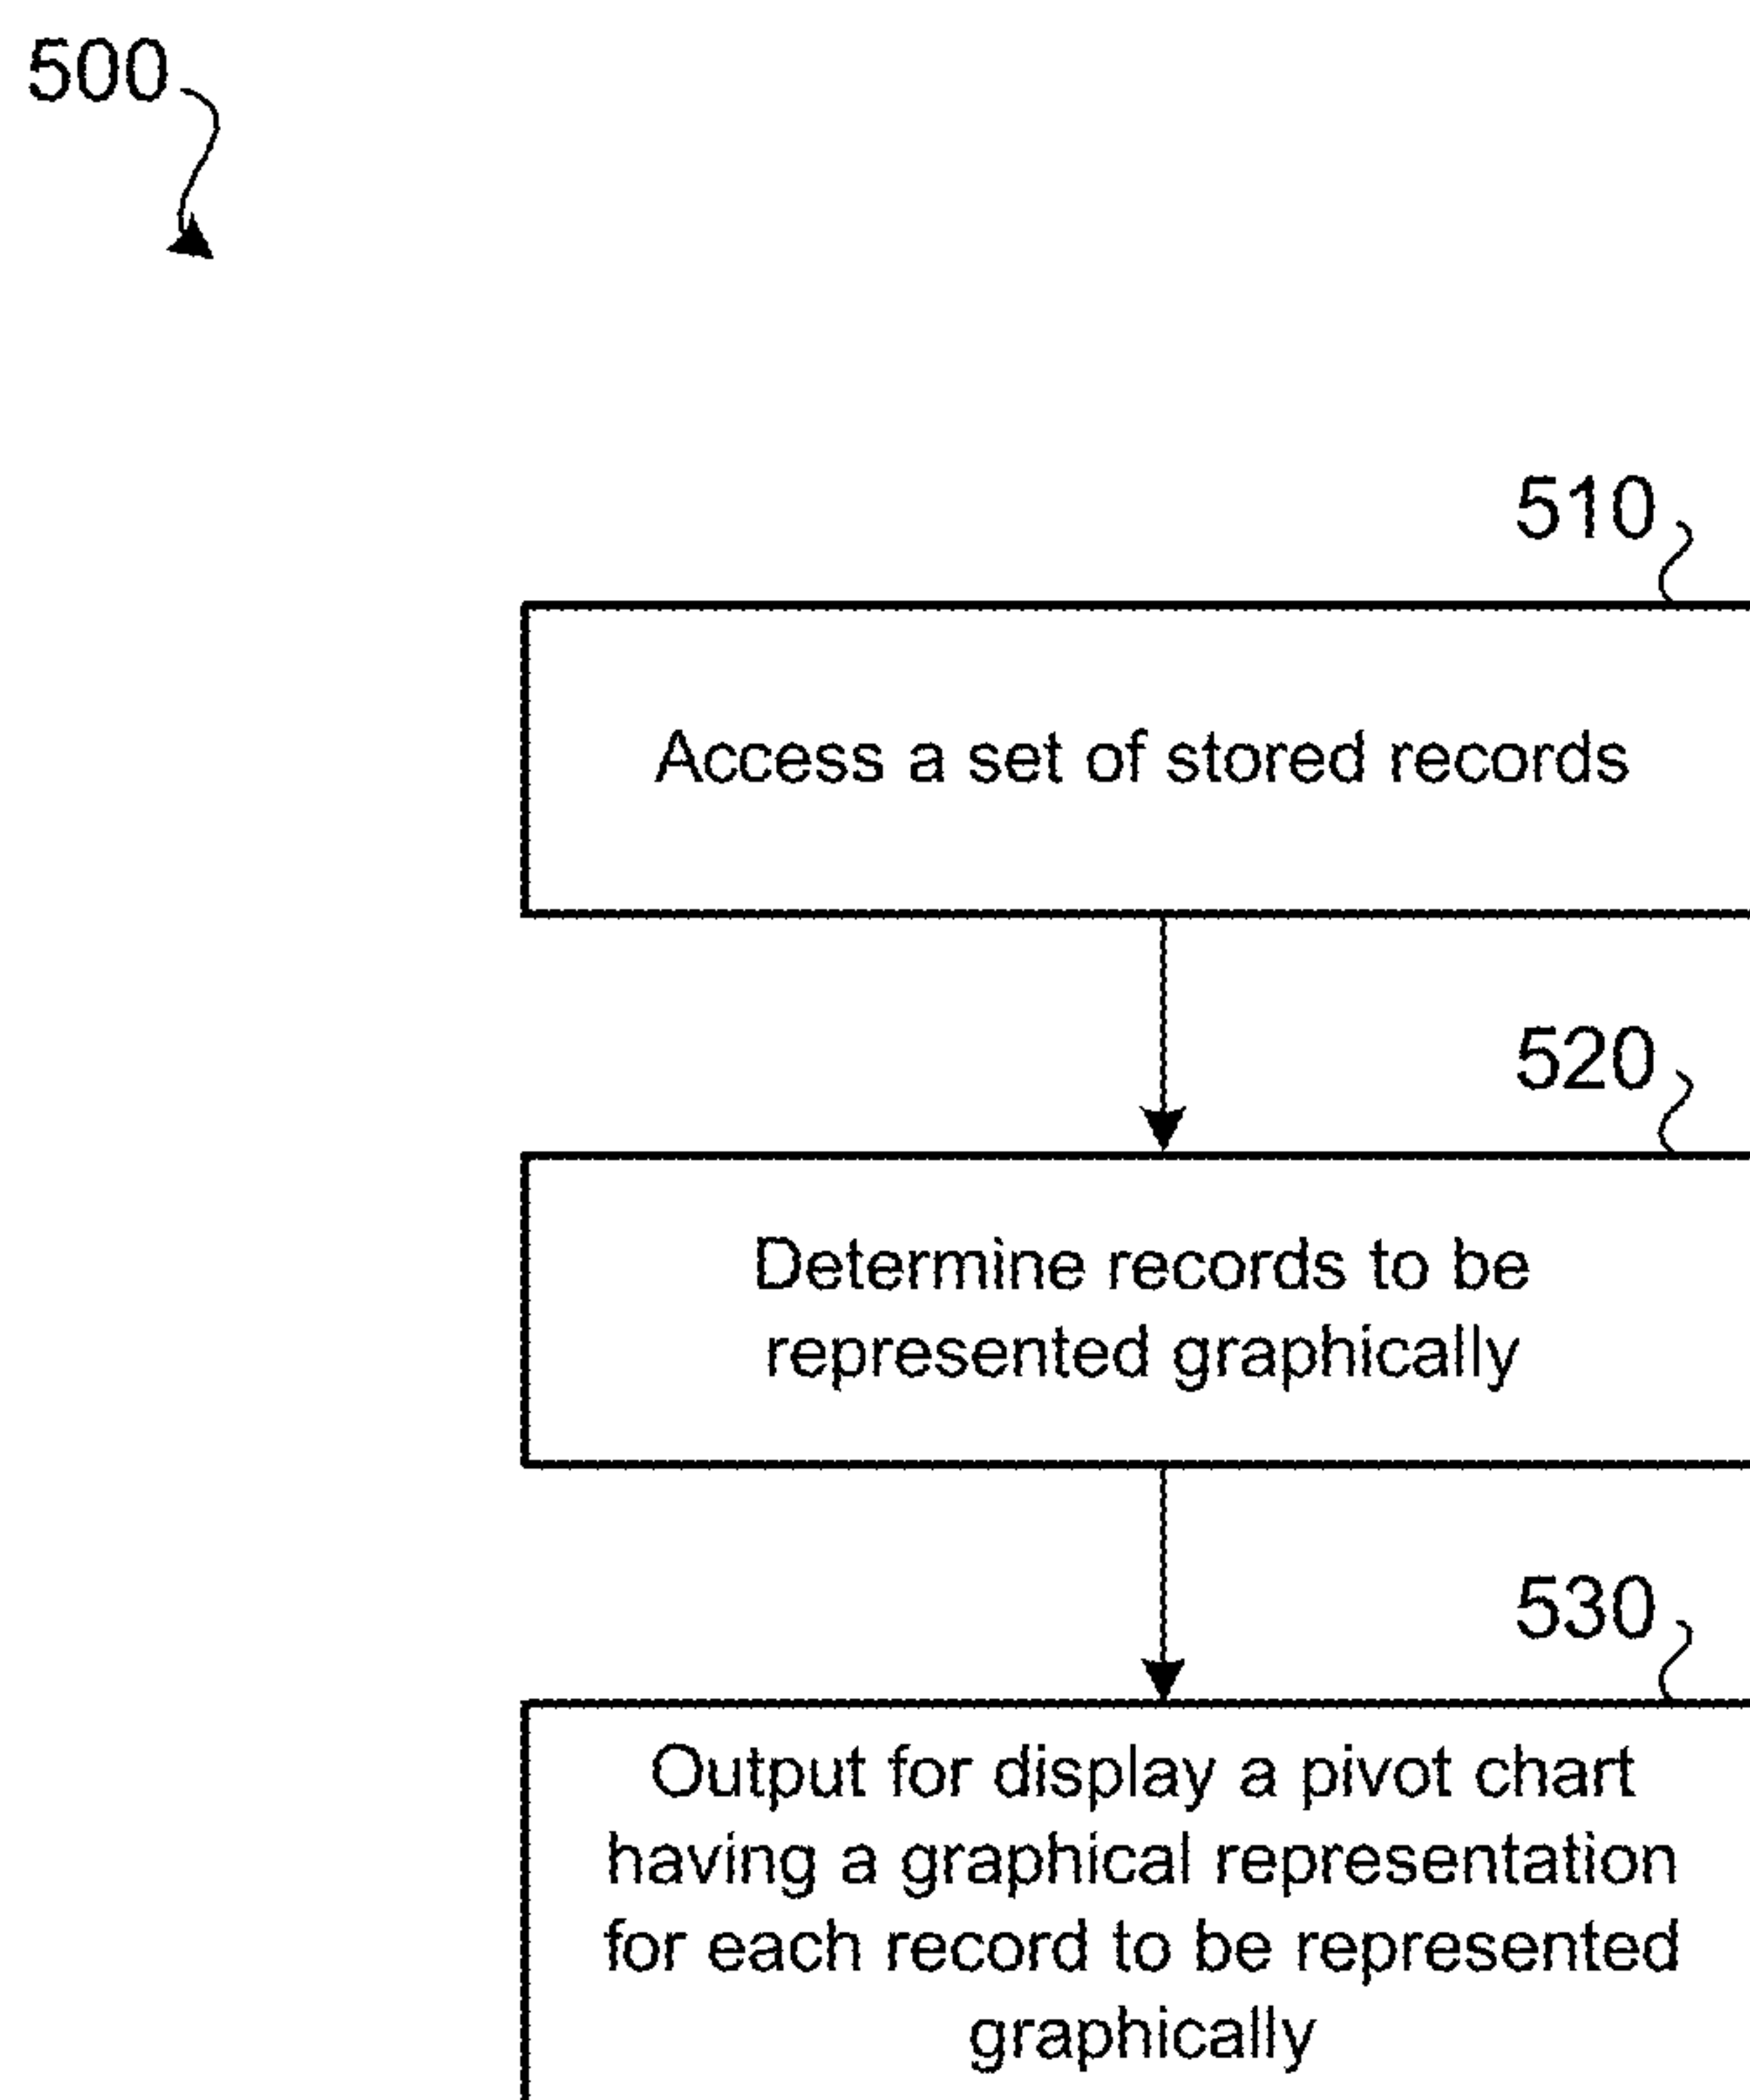 500
510
Access a set of stored records
520
Determine records to be
represented graphically
530
Output for display a pivot chart
having a graphical representation
for each record to be represented
graphically